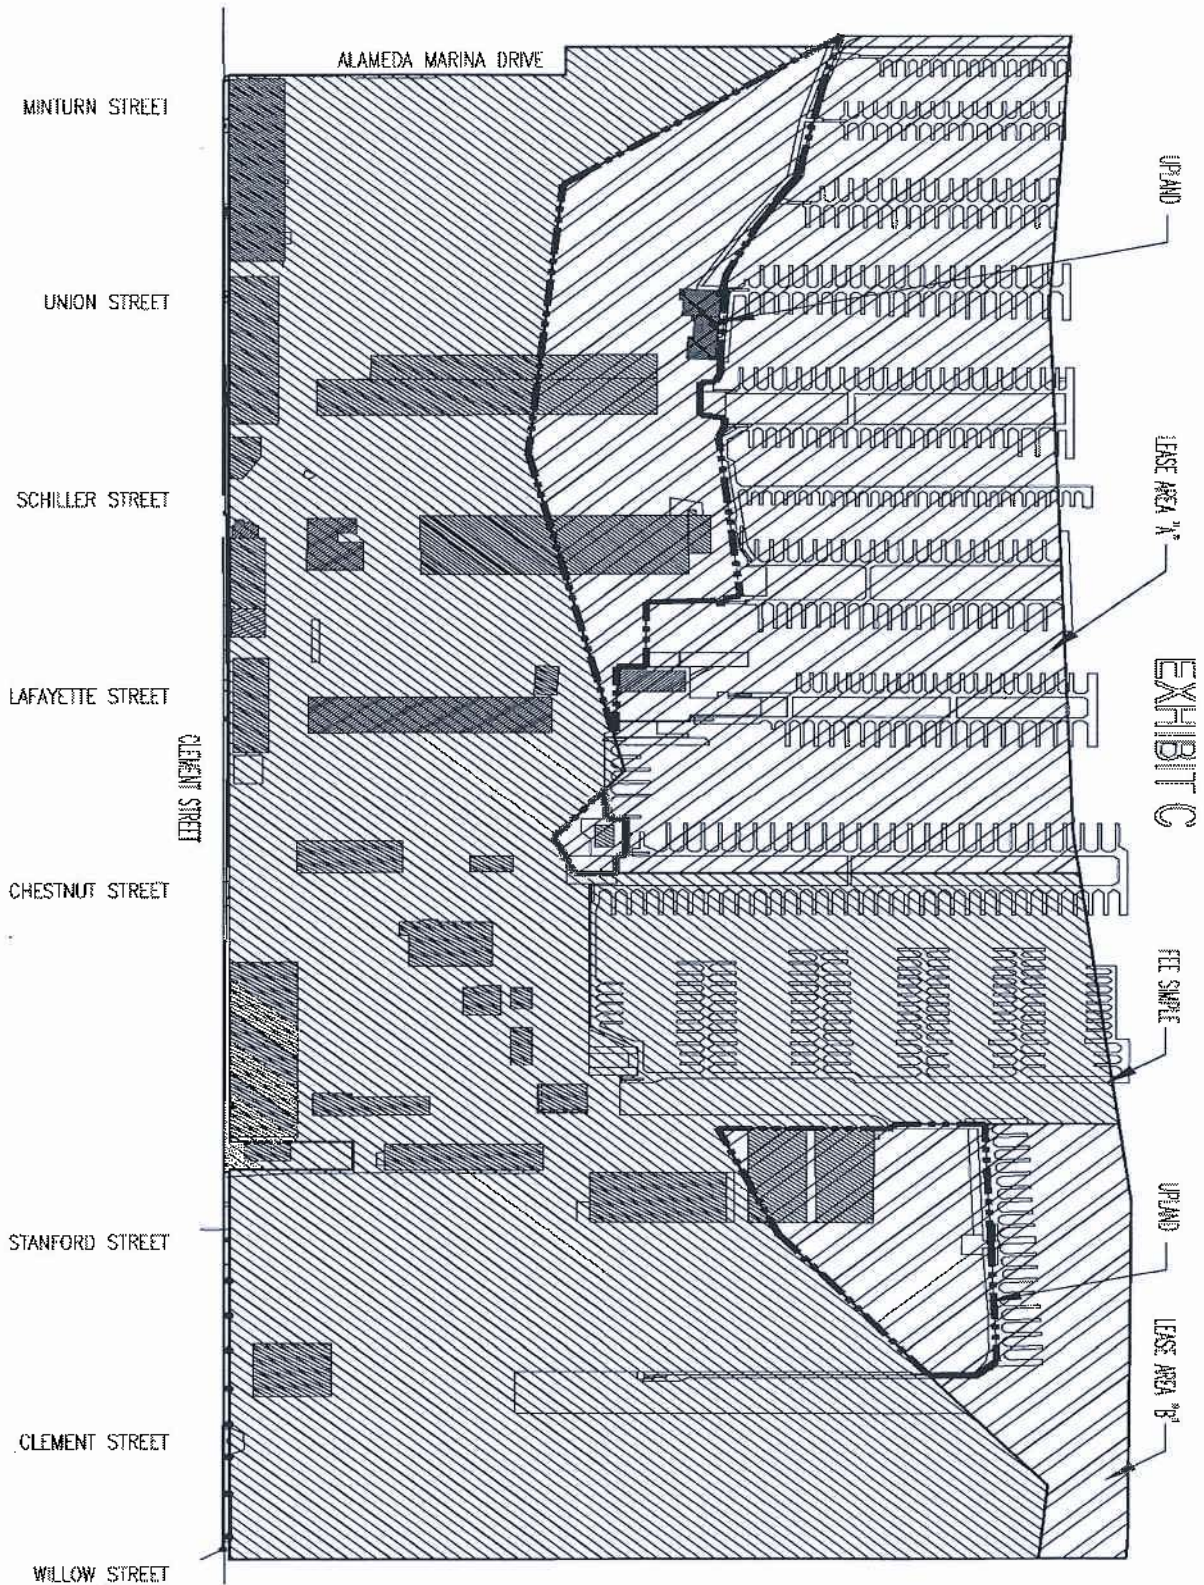 ALAMEDA MARINA DRIVE
MINTURN STREET
UNION STREET
SCHILLER STREET
LAFAYETTE STREET
CLEMENT STREET
CHESTNUT STREET
STANFORD STREET
CLEMENT STREET
WILLOW STREET
UPLAND
LEASE AREA "A"
EXHIBIT C
FEE SIMPLE
UPLAND
LEASE AREA "B"